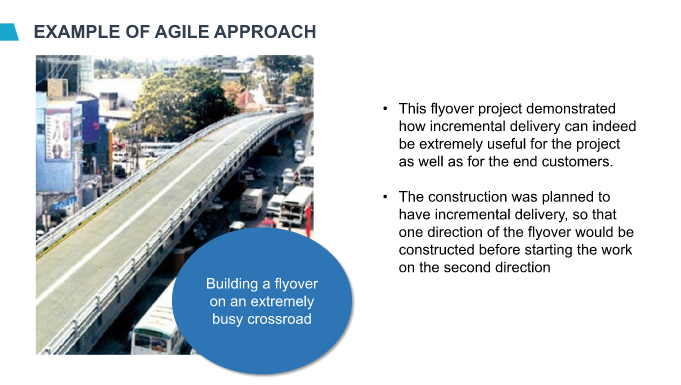 EXAMPLE OF AGILE APPROACH
• This flyover project demonstrated
how incremental delivery can indeed
be extremely useful for the project
as well as for the end customers.
• The construction was planned to
have incremental delivery, so that
one direction of the flyover would be
constructed before starting the work
on the second direction
Building a flyover
on an extremely
busy crossroad